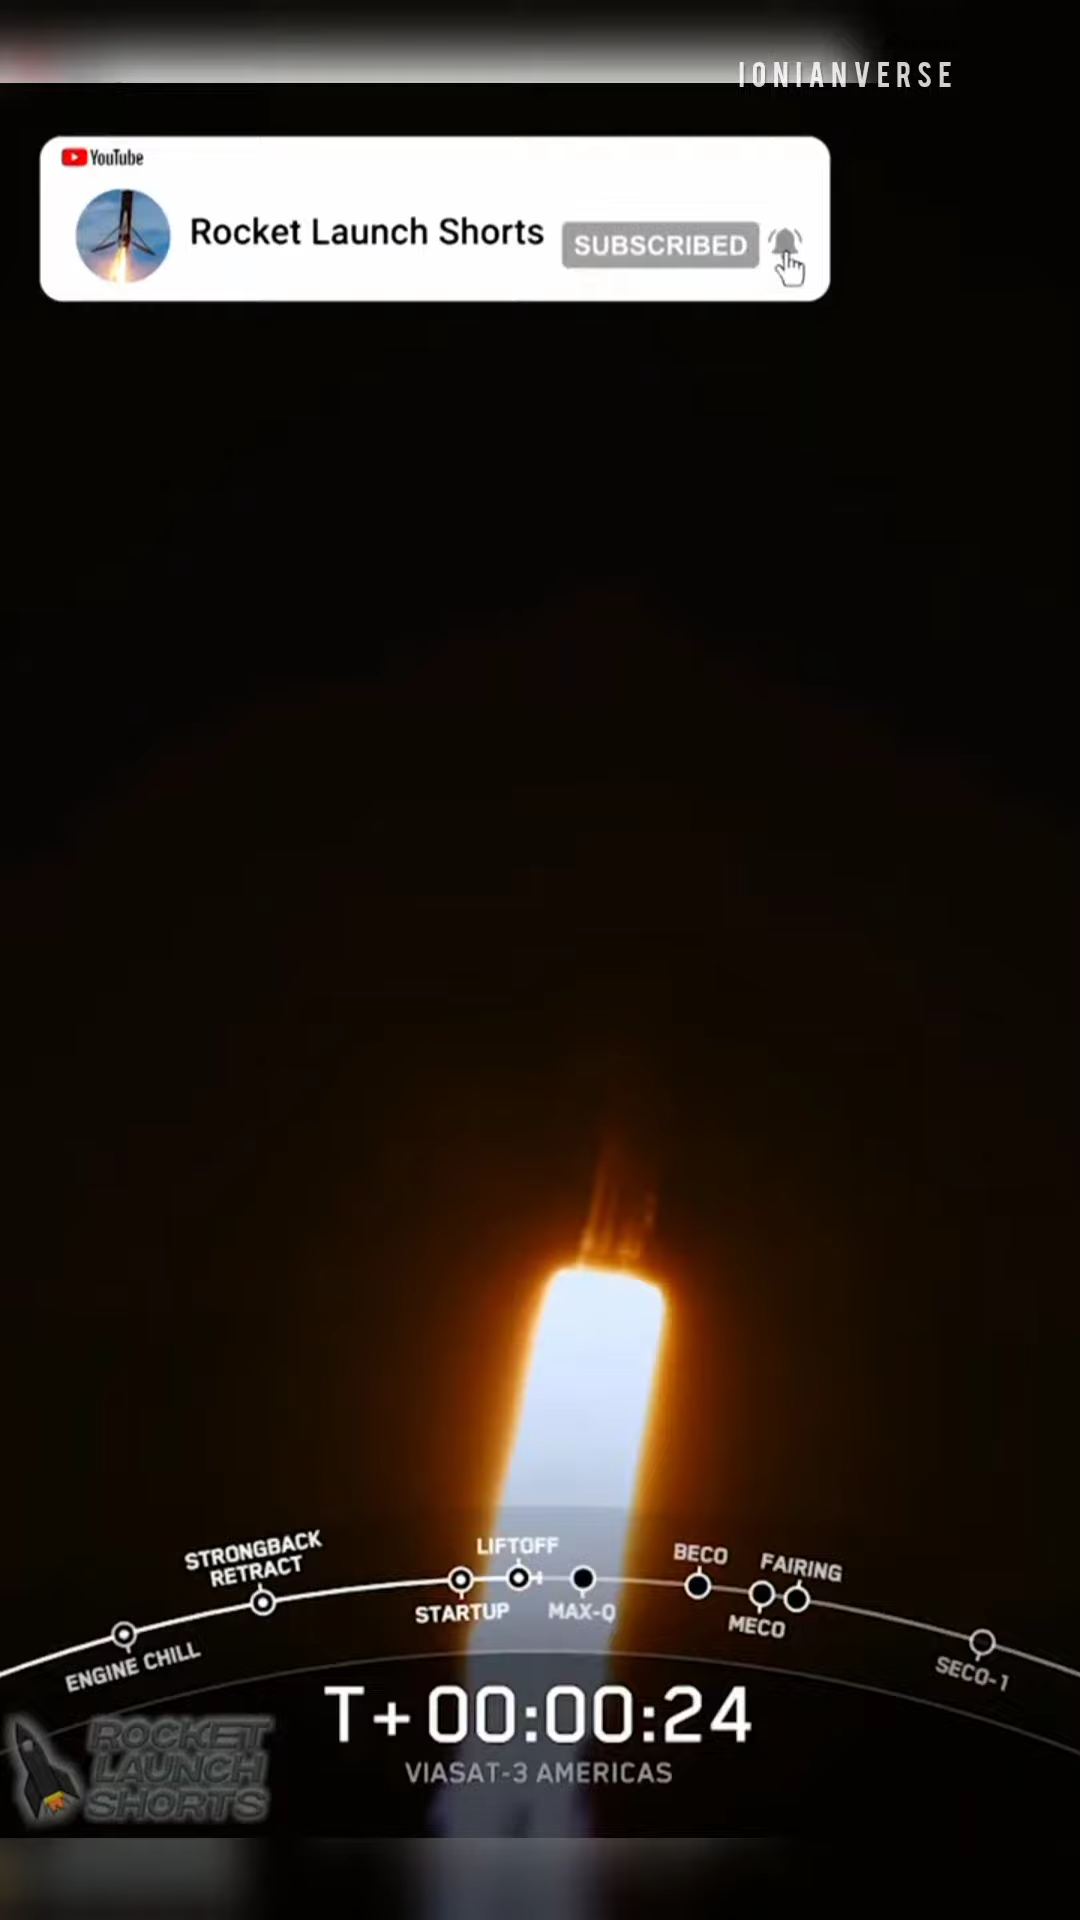 IONIANVERSE
YouTube
Rocket Launch Shorts
SUBSCRIBED
STRONGBACK
RETRACT
LIFTOFF
BECO
FAIRING
ENGINE CHILL
STARTUP
MAX-Q
MECO
SECO-1
T+00:00:24
VIASAT-3 AMERICAS
ROCKET
LAUNCH
SHORTS